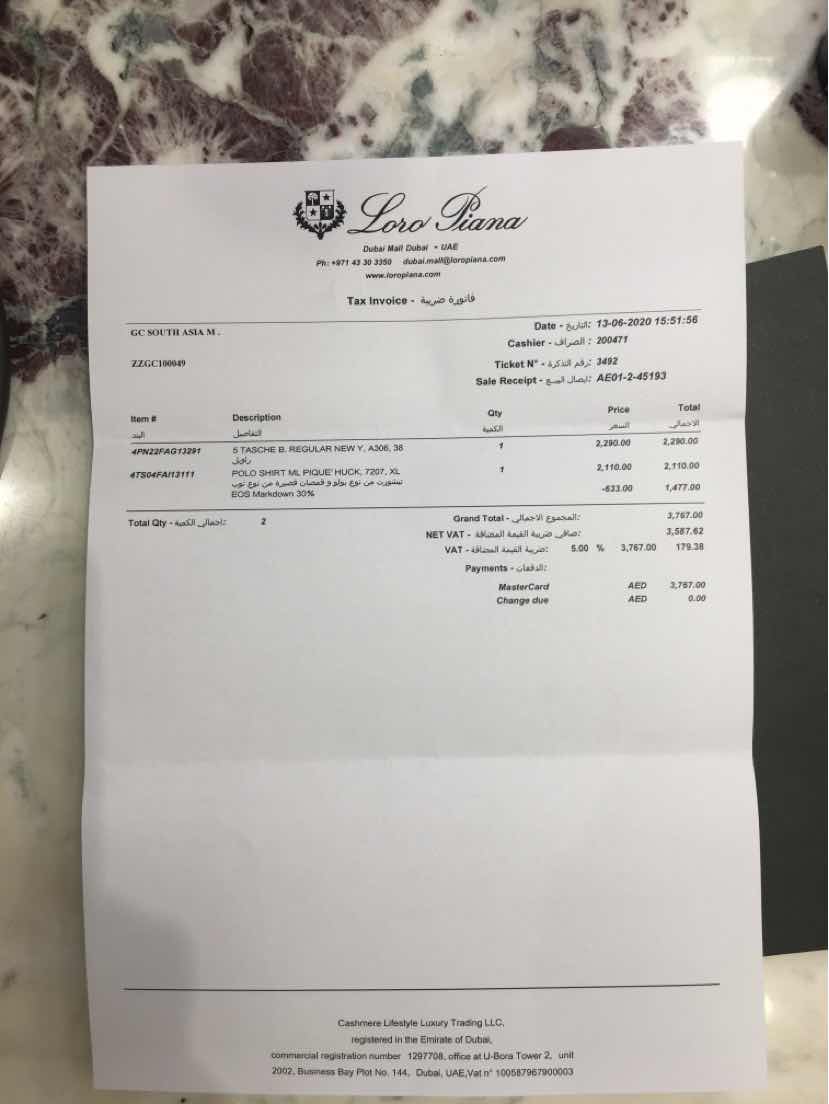 Loro Piana
Dubai Mall Dubai • UAE
Ph: +971 43 30 3350 dubai.mall@loropiana.com
www.loropiana.com
Tax Invoice - فاتورة ضريبة
GC SOUTH ASIA M .
Date - التاريخ: 13-06-2020 15:51:56
Cashier - الصراف : 200471
ZZGC100049
Ticket N° - رقم التذكرة: 3492
Sale Receipt - ايصال البيع: AE01-2-45193
Item # Description Qty Price Total
البند التفاصيل الكمية السعر الاجمالي
4PN22FAG13291 5 TASCHE B. REGULAR NEW Y, A306, 38 1 2,290.00 2,290.00
4TS04FAI13111 POLO SHIRT ML PIQUE' HUCK, 7207, XL 1 2,110.00 2,110.00
تيشورت من نوع بولو و قمصان قصيرة من نوع توب
EOS Markdown 30% -633.00 1,477.00
Total Qty - اجمالي الكمية: 2
Grand Total - المجموع الاجمالي: 3,767.00
NET VAT - صافي ضريبة القيمة المضافة: 3,587.62
VAT - ضريبة القيمة المضافة: 5.00 % 3,767.00 179.38
Payments - الدفعات:
MasterCard AED 3,767.00
Change due AED 0.00
Cashmere Lifestyle Luxury Trading LLC,
registered in the Emirate of Dubai,
commercial registration number 1297708, office at U-Bora Tower 2, unit
2002, Business Bay Plot No. 144, Dubai, UAE,Vat n° 100587967900003